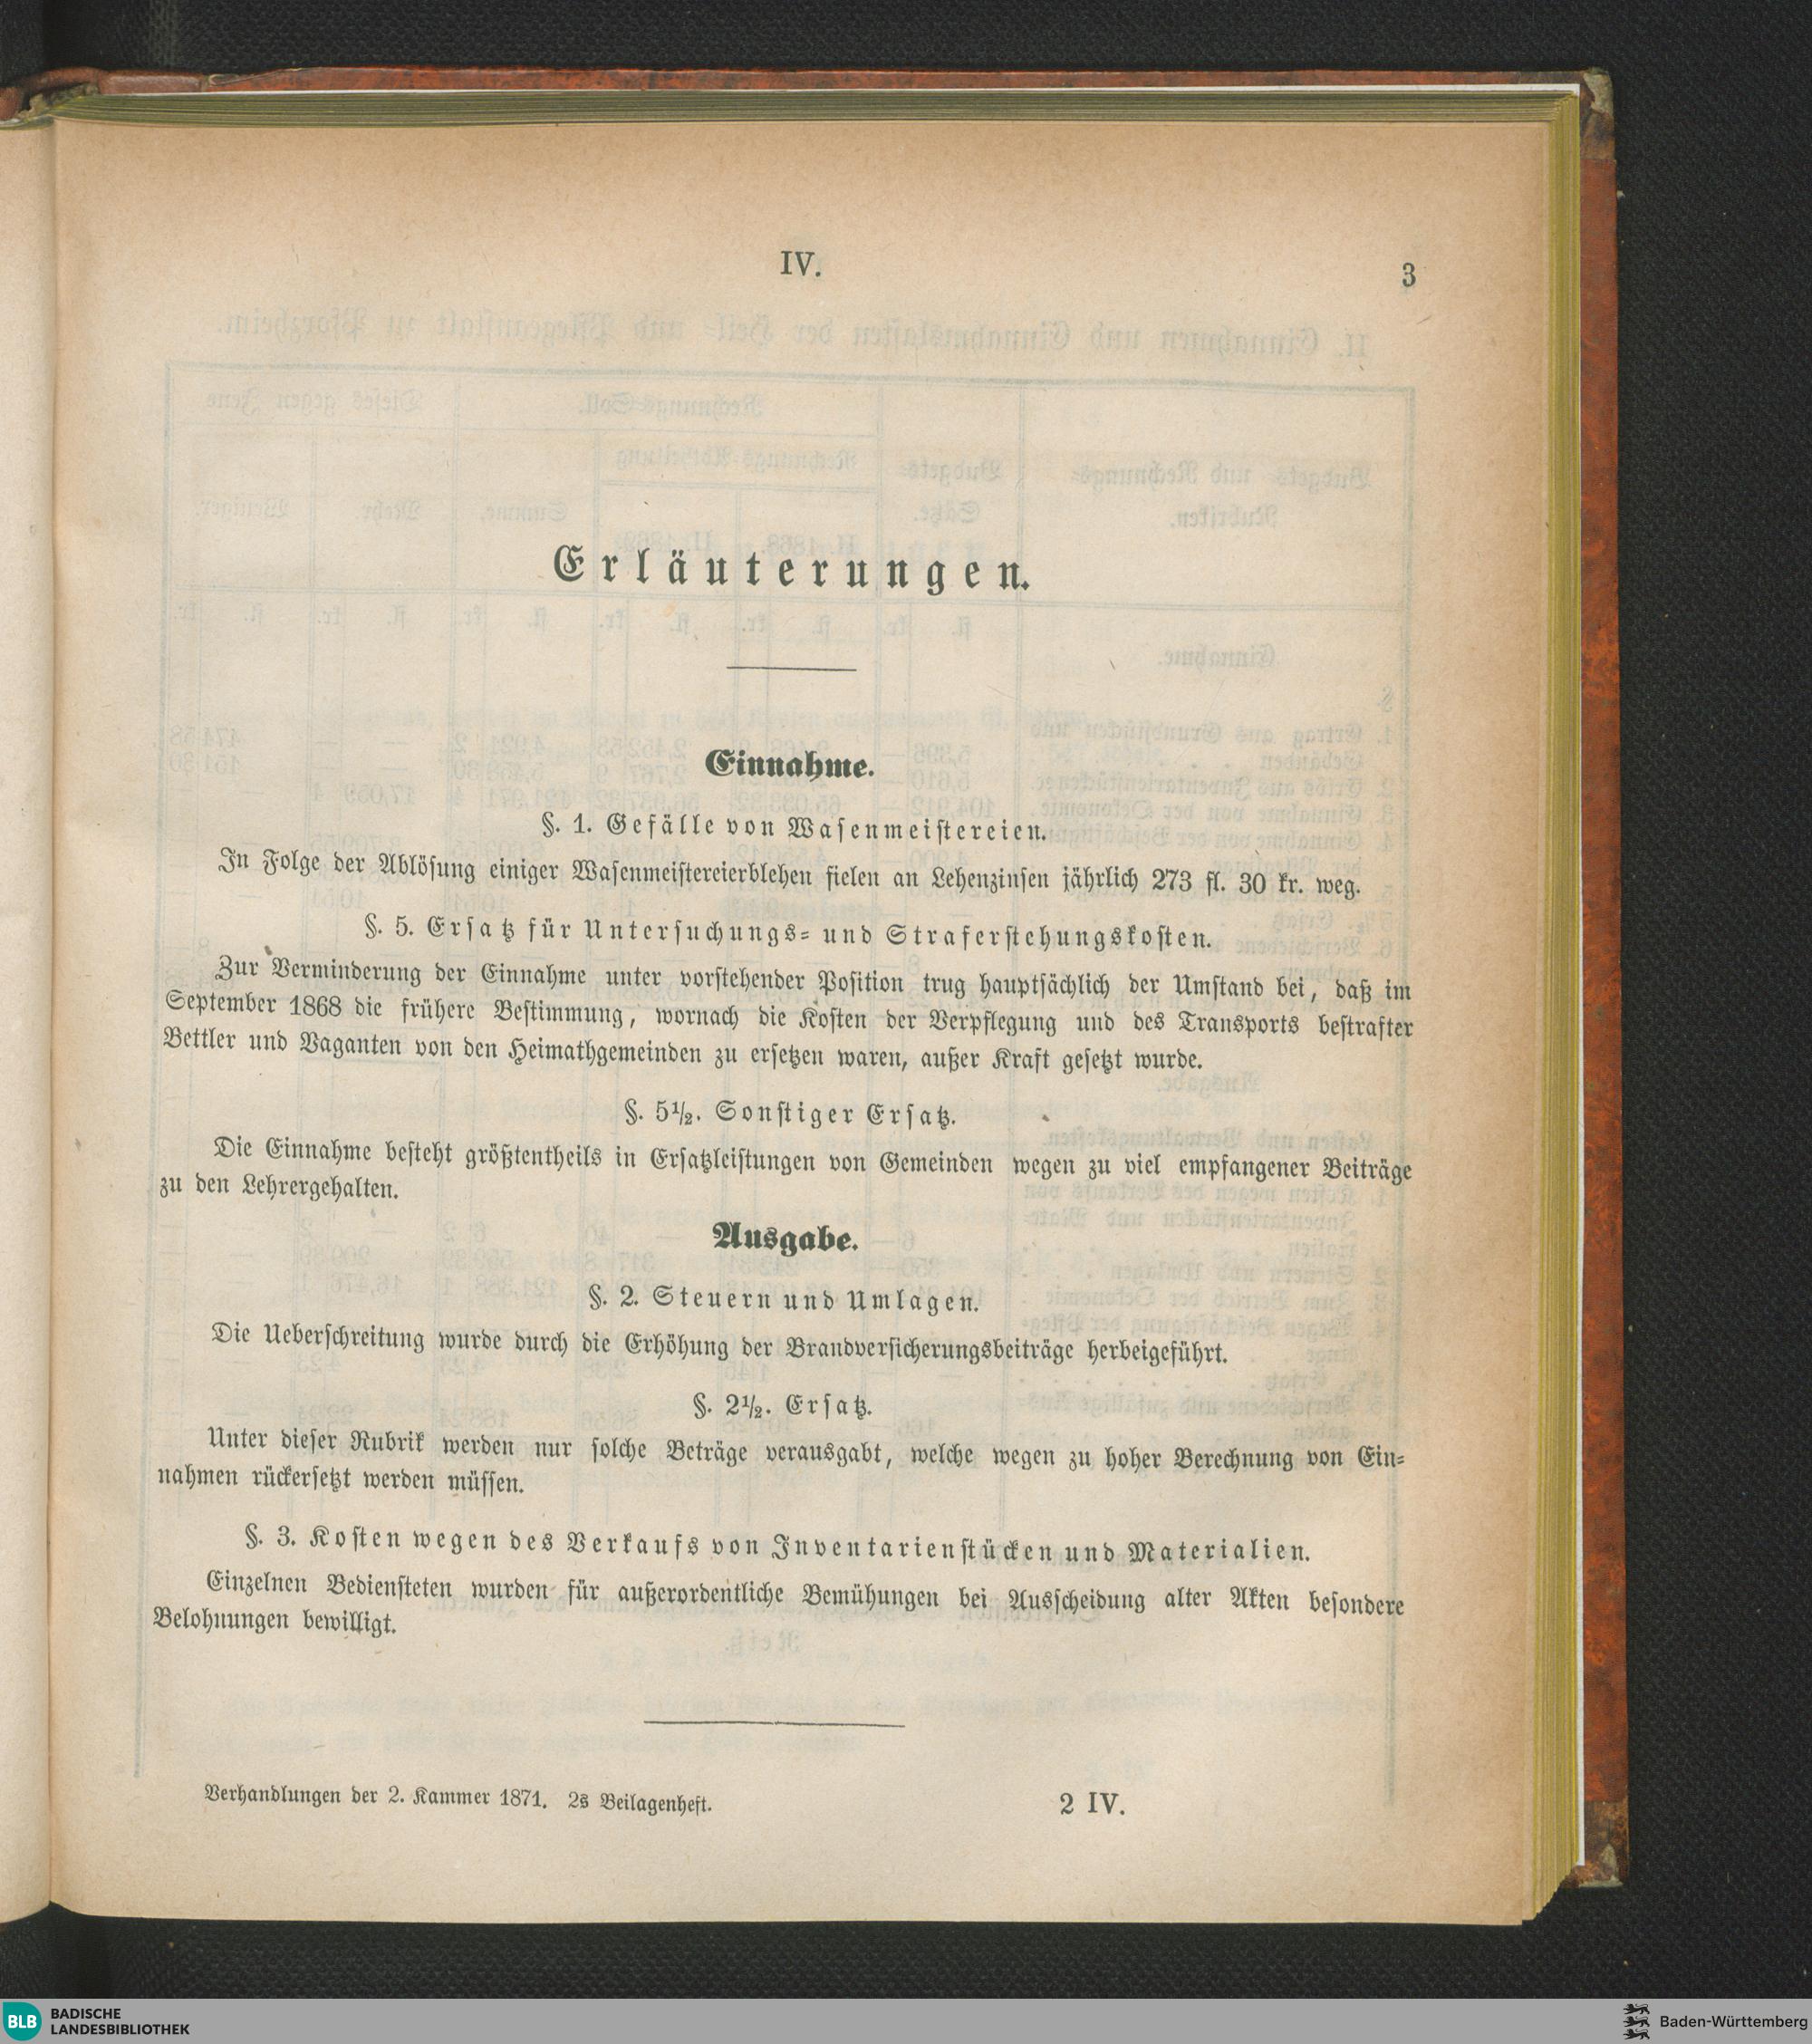 IV.
3
Erläuterungen.
Einnahme.
§. 1. Gefälle von Wasenmeistereien.
In Folge der Ablösung einiger Wasenmeistereierblehen fielen an Lehenzinsen jährlich 273 fl. 30 kr. weg.
§. 5. Ersatz für Untersuchungs- und Straferstehungskosten.
Zur Verminderung der Einnahme unter vorstehender Position trug hauptsächlich der Umstand bei, daß im
September 1868 die frühere Bestimmung, wornach die Kosten der Verpflegung und des Transports bestrafter
Bettler und Vaganten von den Heimathgemeinden zu ersetzen waren, außer Kraft gesetzt wurde.
§. 5½. Sonstiger Ersatz.
Die Einnahme besteht größtentheils in Ersatzleistungen von Gemeinden wegen zu viel empfangener Beiträge
zu den Lehrergehalten.
Ausgabe.
§. 2. Steuern und Umlagen.
Die Ueberschreitung wurde durch die Erhöhung der Brandversicherungsbeiträge herbeigeführt.
§. 2½. Ersatz.
Unter dieser Rubrik werden nur solche Beträge verausgabt, welche wegen zu hoher Berechnung von Ein-
nahmen rückersetzt werden müssen.
§. 3. Kosten wegen des Verkaufs von Inventarienstücken und Materialien.
Einzelnen Bediensteten wurden für außerordentliche Bemühungen bei Ausscheidung alter Akten besondere
Belohnungen bewilligt.
Verhandlungen der 2. Kammer 1871. 2s Beilagenheft.
2 IV.
BLB BADISCHE
LANDESBIBLIOTHEK
Baden-Württemberg